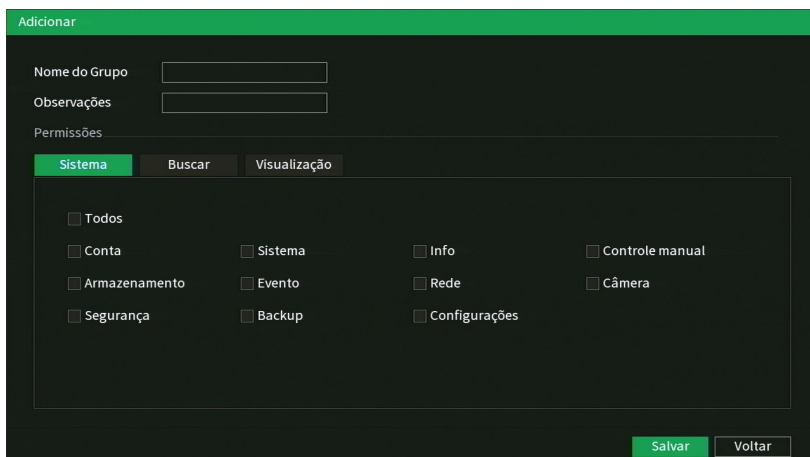 Adicionar
Nome do Grupo
Observações
Permissões
Sistema Buscar Visualização
Todos
Conta Sistema Info Controle manual
Armazenamento Evento Rede Câmera
Segurança Backup Configurações
Salvar Voltar